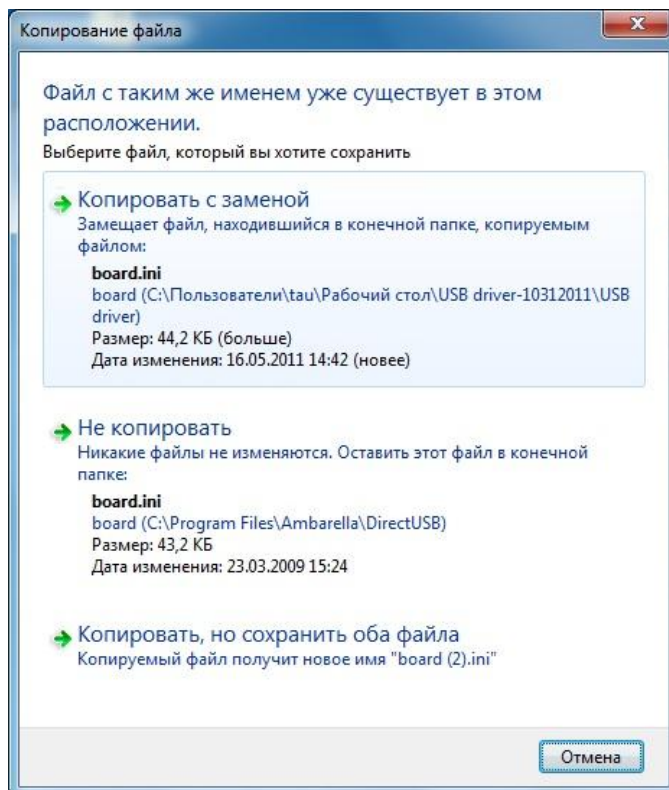 Копирование файла
Файл с таким же именем уже существует в этом
расположении.
Выберите файл, который вы хотите сохранить
Копировать с заменой
Замещает файл, находившийся в конечной папке, копируемым
файлом:
board.ini
board (C:\Пользователи\tau\Рабочий стол\USB driver-10312011\USB
driver)
Размер: 44,2 КБ (больше)
Дата изменения: 16.05.2011 14:42 (новее)
Не копировать
Никакие файлы не изменяются. Оставить этот файл в конечной
папке:
board.ini
board (C:\Program Files\Ambarella\DirectUSB)
Размер: 43,2 КБ
Дата изменения: 23.03.2009 15:24
Копировать, но сохранить оба файла
Копируемый файл получит новое имя "board (2).ini"
Отмена